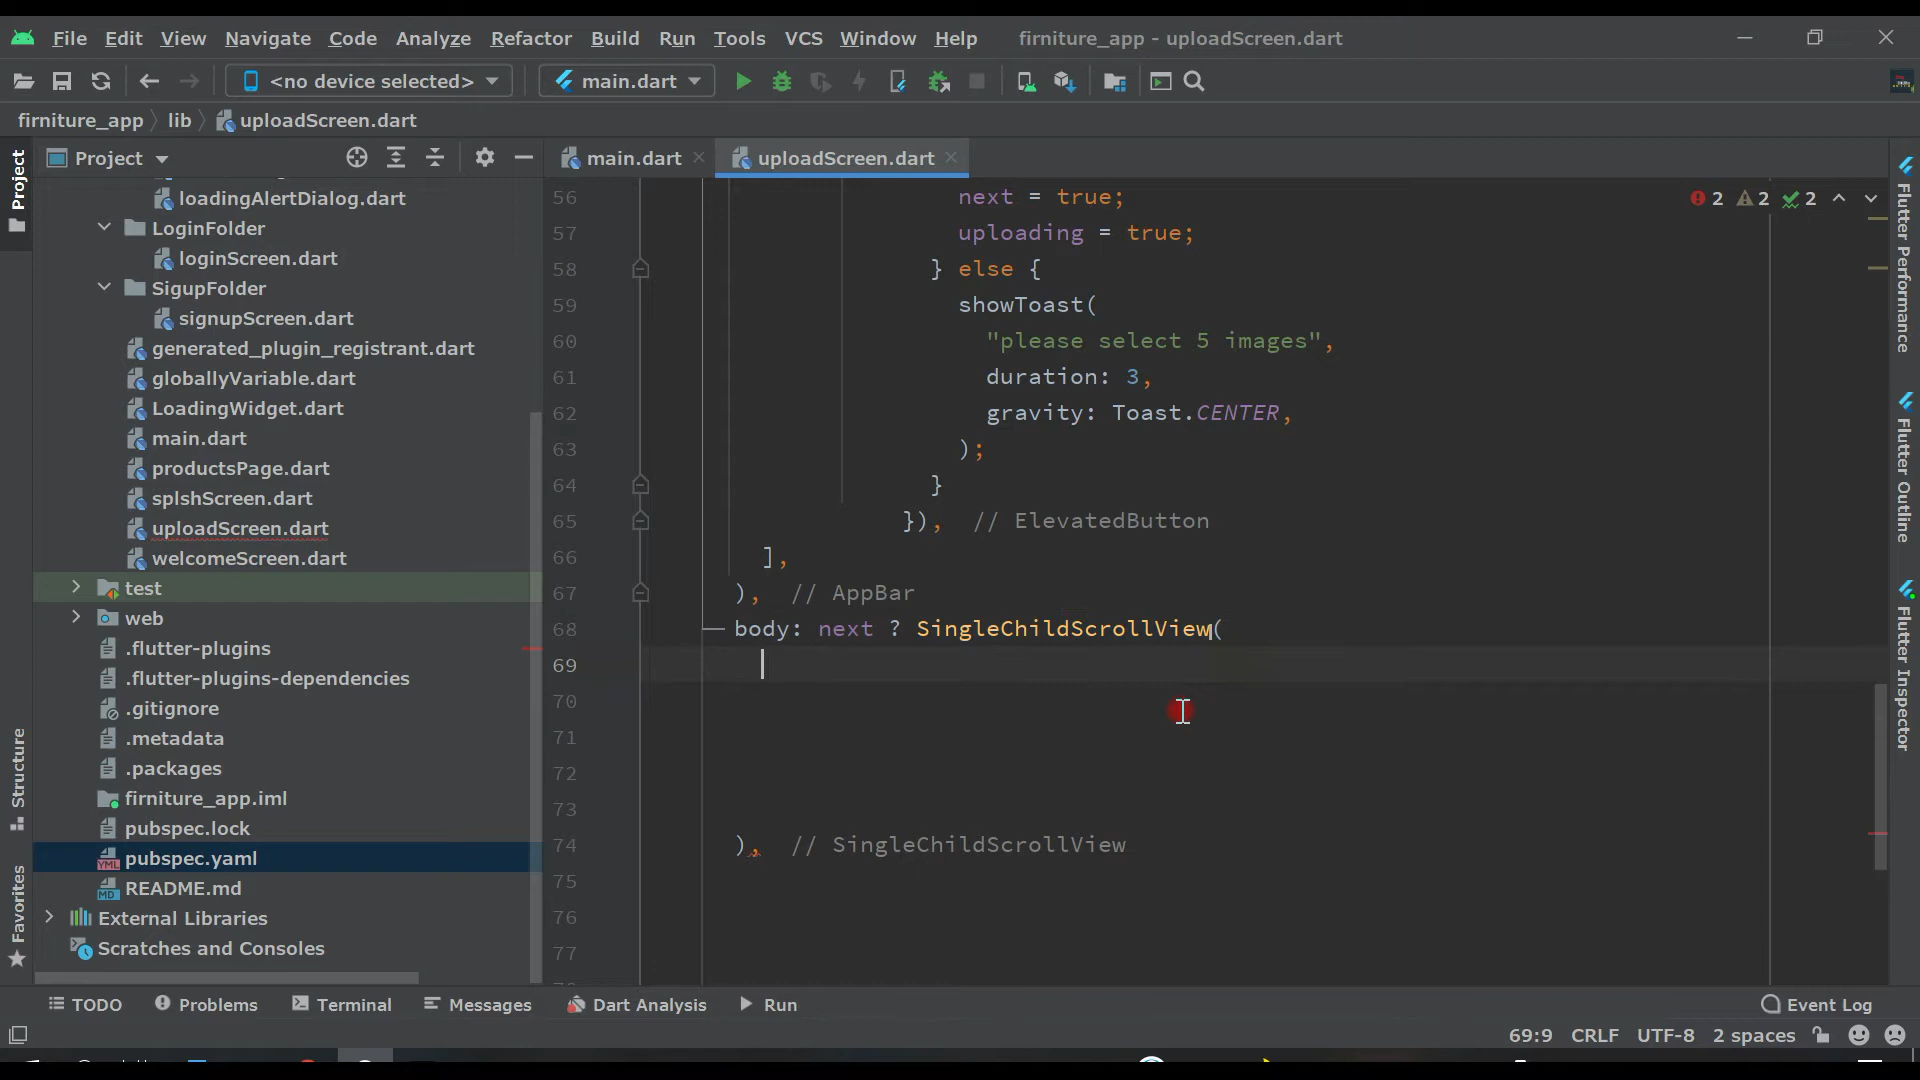 File Edit View Navigate Code Analyze Refactor Build Run Tools VCS Window Help firniture_app - uploadScreen.dart
<no device selected> main.dart
firniture_app lib uploadScreen.dart
Project main.dart uploadScreen.dart
Project
loadingAlertDialog.dart
LoginFolder
loginScreen.dart
SigupFolder
signupScreen.dart
generated_plugin_registrant.dart
globallyVariable.dart
LoadingWidget.dart
main.dart
productsPage.dart
splshScreen.dart
uploadScreen.dart
welcomeScreen.dart
test
web
.flutter-plugins
.flutter-plugins-dependencies
.gitignore
.metadata
.packages
firniture_app.iml
pubspec.lock
pubspec.yaml
README.md
External Libraries
Scratches and Consoles
Structure
Favorites
2 2 2
56 next = true;
57 uploading = true;
58 } else {
59 showToast(
60 "please select 5 images",
61 duration: 3,
62 gravity: Toast.CENTER,
63 );
64 }
65 }), // ElevatedButton
66 ],
67 ), // AppBar
68 body: next ? SingleChildScrollView(
69
70
71
72
73
74 ), // SingleChildScrollView
75
76
77
Flutter Performance
Flutter Outline
Flutter Inspector
TODO Problems Terminal Messages Dart Analysis Run Event Log
69:9 CRLF UTF-8 2 spaces